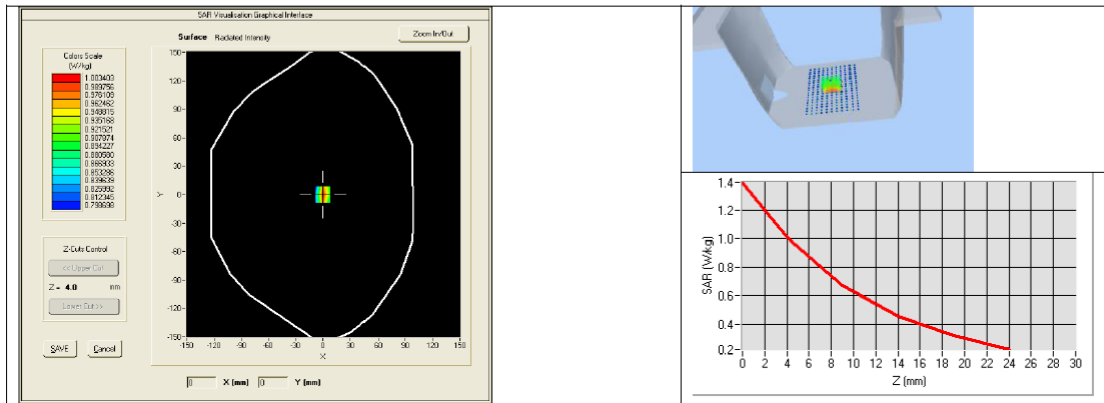 SAR Visualisation Graphical Interface
Surface Radiated Intensity
Zoom In/Out
Colors Scale
(W/kg)
1.003403
0.989756
0.976109
0.962462
0.948815
0.935168
0.921521
0.907874
0.894227
0.880580
0.866933
0.853286
0.839639
0.825992
0.812345
0.798698
Z-Cuts Control
<< Upper Cut
Z = 4.0 mm
Lower Cut >>
SAVE Cancel
150-
120-
90-
60-
30-
0-
-30-
-60-
-90-
-120-
-150-
Y
-150 -120 -90 -60 -30 0 30 60 90 120 150
X
0 X (mm) 0 Y (mm)
SAR (W/kg)
1.4
1.2
1.0
0.8
0.6
0.4
0.2
0 2 4 6 8 10 12 14 16 18 20 22 24 26 28 30
Z (mm)